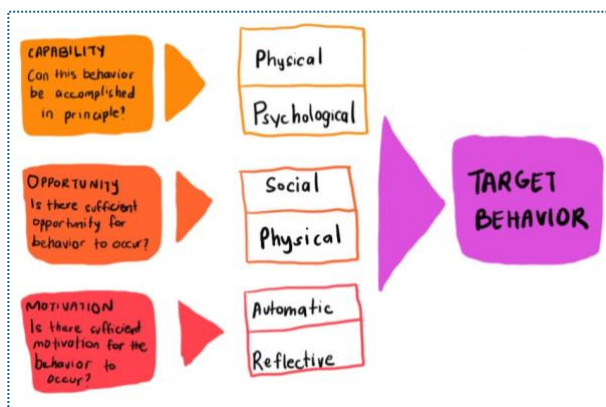 CAPABILITY
Can this behavior
be accomplished
in principle?
Physical
Psychological
OPPORTUNITY
Is there sufficient
opportunity for
behavior to occur?
Social
Physical
MOTIVATION
Is there sufficient
motivation for the
behavior to
occur?
Automatic
Reflective
TARGET
BEHAVIOR